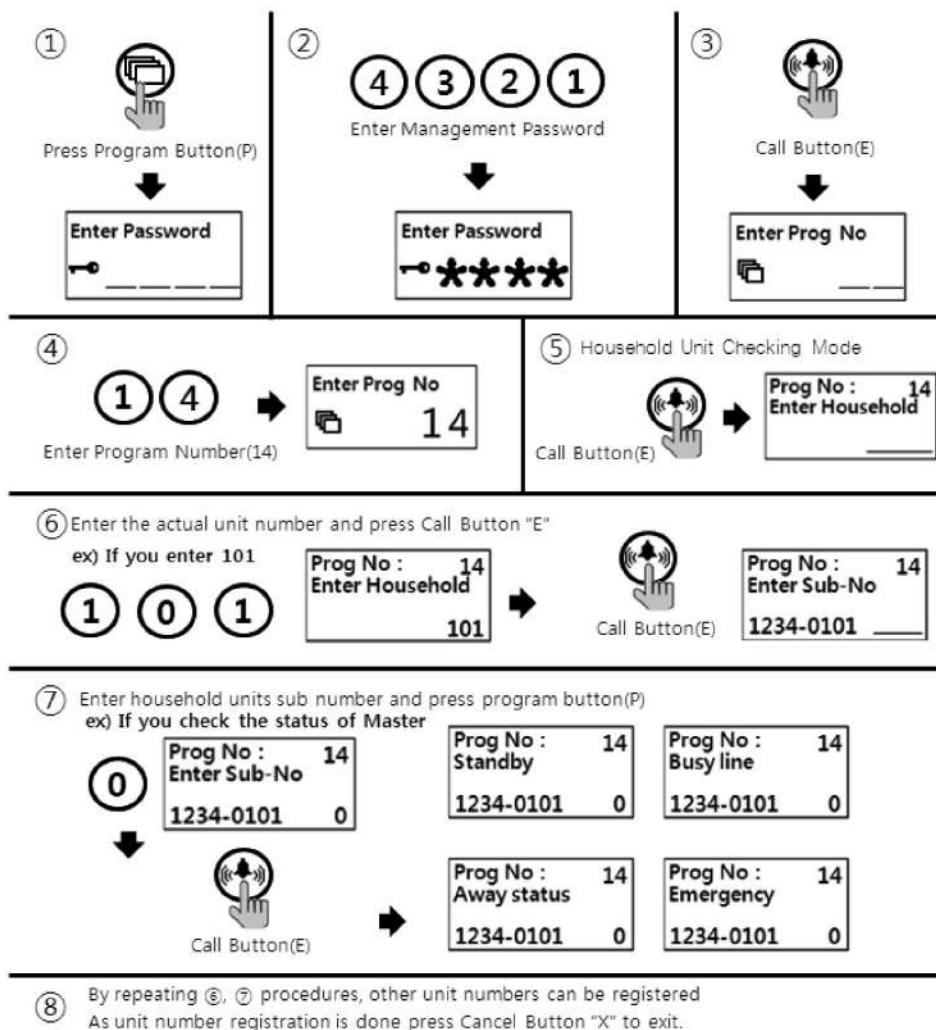 ①
Press Program Button(P)
Enter Password
②
4 3 2 1
Enter Management Password
Enter Password
③
Call Button(E)
Enter Prog No
④
1 4
Enter Program Number(14)
Enter Prog No
14
⑤ Household Unit Checking Mode
Call Button(E)
Prog No : 14
Enter Household
⑥ Enter the actual unit number and press Call Button "E"
ex) If you enter 101
1 0 1
Prog No : 14
Enter Household
101
Call Button(E)
Prog No : 14
Enter Sub-No
1234-0101
⑦ Enter household units sub number and press program button(P)
ex) If you check the status of Master
0
Prog No : 14
Enter Sub-No
1234-0101 0
Call Button(E)
Prog No : 14
Standby
1234-0101 0
Prog No : 14
Busy line
1234-0101 0
Prog No : 14
Away status
1234-0101 0
Prog No : 14
Emergency
1234-0101 0
⑧ By repeating ⑥, ⑦ procedures, other unit numbers can be registered
As unit number registration is done press Cancel Button "X" to exit.